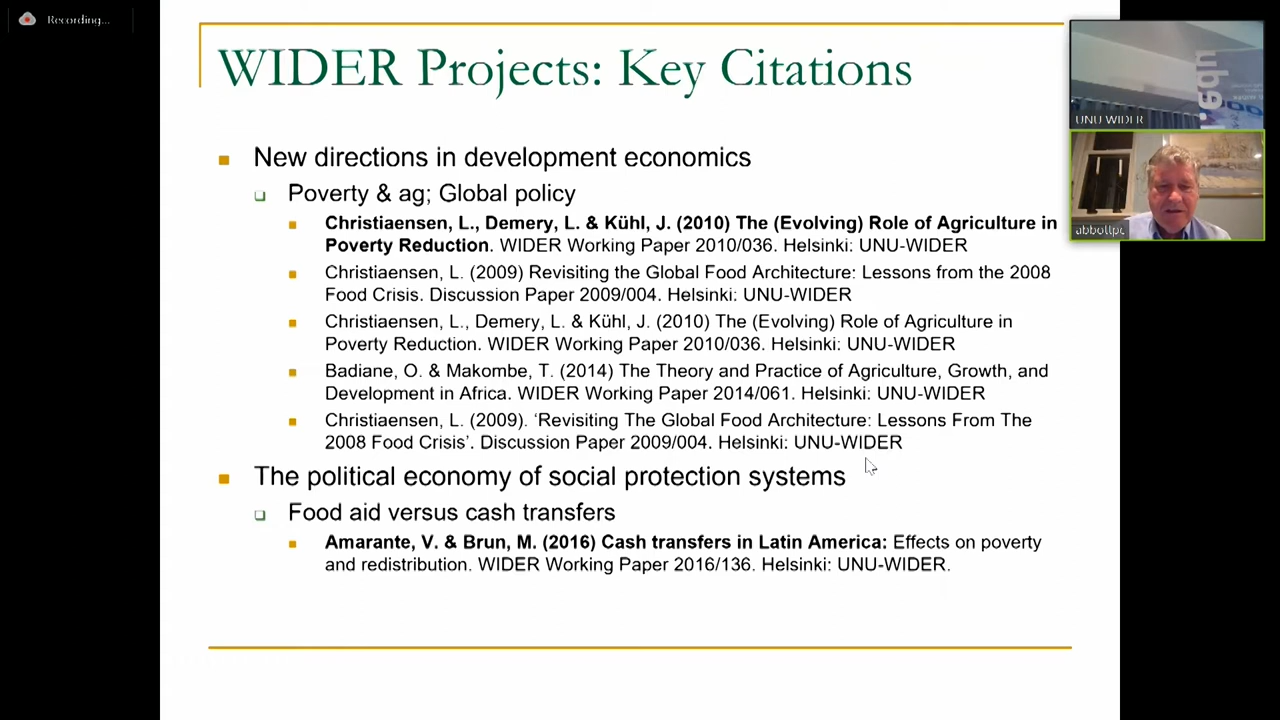 Recording...
WIDER Projects: Key Citations
New directions in development economics
Poverty & ag; Global policy
Christiaensen, L., Demery, L. & Kühl, J. (2010) The (Evolving) Role of Agriculture in
Poverty Reduction. WIDER Working Paper 2010/036. Helsinki: UNU-WIDER
Christiaensen, L. (2009) Revisiting the Global Food Architecture: Lessons from the 2008
Food Crisis. Discussion Paper 2009/004. Helsinki: UNU-WIDER
Christiaensen, L., Demery, L. & Kühl, J. (2010) The (Evolving) Role of Agriculture in
Poverty Reduction. WIDER Working Paper 2010/036. Helsinki: UNU-WIDER
Badiane, O. & Makombe, T. (2014) The Theory and Practice of Agriculture, Growth, and
Development in Africa. WIDER Working Paper 2014/061. Helsinki: UNU-WIDER
Christiaensen, L. (2009). ‘Revisiting The Global Food Architecture: Lessons From The
2008 Food Crisis’. Discussion Paper 2009/004. Helsinki: UNU-WIDER
The political economy of social protection systems
Food aid versus cash transfers
Amarante, V. & Brun, M. (2016) Cash transfers in Latin America: Effects on poverty
and redistribution. WIDER Working Paper 2016/136. Helsinki: UNU-WIDER.
UNU WIDER
abbottpc